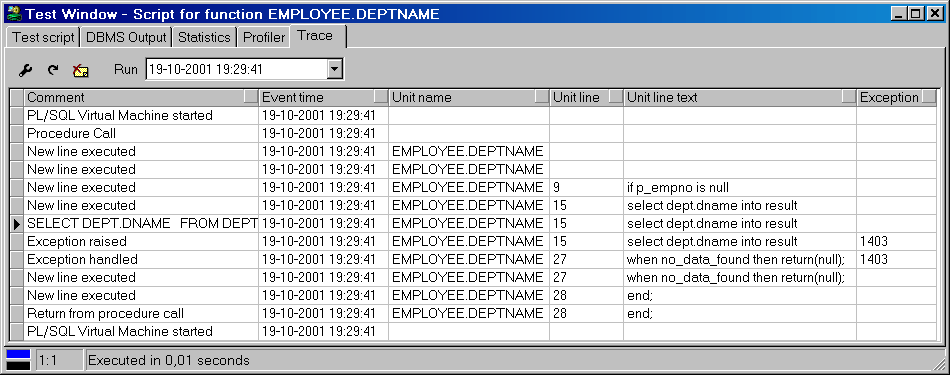 Test Window - Script for function EMPLOYEE.DEPTNAME
Test script DBMS Output Statistics Profiler Trace
Run 19-10-2001 19:29:41
Comment Event time Unit name Unit line Unit line text Exception
PL/SQL Virtual Machine started 19-10-2001 19:29:41
Procedure Call 19-10-2001 19:29:41
New line executed 19-10-2001 19:29:41 EMPLOYEE.DEPTNAME
New line executed 19-10-2001 19:29:41 EMPLOYEE.DEPTNAME
New line executed 19-10-2001 19:29:41 EMPLOYEE.DEPTNAME 9 if p_empno is null
New line executed 19-10-2001 19:29:41 EMPLOYEE.DEPTNAME 15 select dept.dname into result
SELECT DEPT.DNAME FROM DEPT 19-10-2001 19:29:41 EMPLOYEE.DEPTNAME 15 select dept.dname into result
Exception raised 19-10-2001 19:29:41 EMPLOYEE.DEPTNAME 15 select dept.dname into result 1403
Exception handled 19-10-2001 19:29:41 EMPLOYEE.DEPTNAME 27 when no_data_found then return(null); 1403
New line executed 19-10-2001 19:29:41 EMPLOYEE.DEPTNAME 27 when no_data_found then return(null);
New line executed 19-10-2001 19:29:41 EMPLOYEE.DEPTNAME 28 end;
Return from procedure call 19-10-2001 19:29:41 EMPLOYEE.DEPTNAME 28 end;
PL/SQL Virtual Machine started 19-10-2001 19:29:41
1:1 Executed in 0,01 seconds